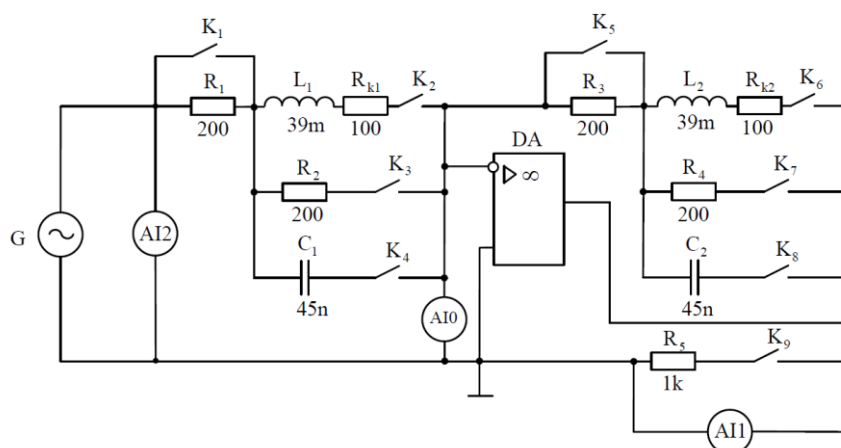 K1
K5
R1
200
L1
39m
Rk1
100
K2
R3
200
L2
39m
Rk2
100
K6
DA
∞
R2
200
K3
R4
200
K7
G
AI2
C1
45n
K4
C2
45n
K8
AI0
R5
1k
K9
AI1